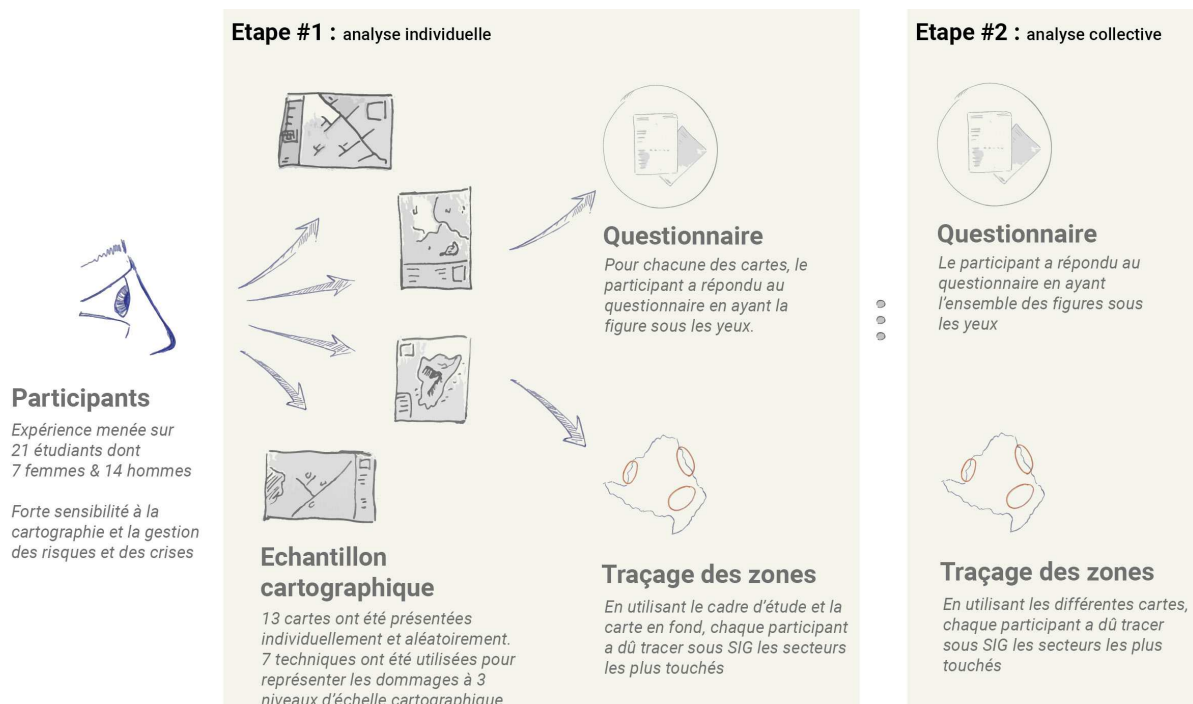 Etape #1 : analyse individuelle
Etape #2 : analyse collective
Participants
Expérience menée sur
21 étudiants dont
7 femmes & 14 hommes
Forte sensibilité à la
cartographie et la gestion
des risques et des crises
Echantillon
cartographique
13 cartes ont été présentées
individuellement et aléatoirement.
7 techniques ont été utilisées pour
représenter les dommages à 3
niveaux d'échelle cartographique
Questionnaire
Pour chacune des cartes, le
participant a répondu au
questionnaire en ayant la
figure sous les yeux.
Traçage des zones
En utilisant le cadre d'étude et la
carte en fond, chaque participant
a dû tracer sous SIG les secteurs
les plus touchés
Questionnaire
Le participant a répondu au
questionnaire en ayant
l'ensemble des figures sous
les yeux
Traçage des zones
En utilisant les différentes cartes,
chaque participant a dû tracer
sous SIG les secteurs les plus
touchés